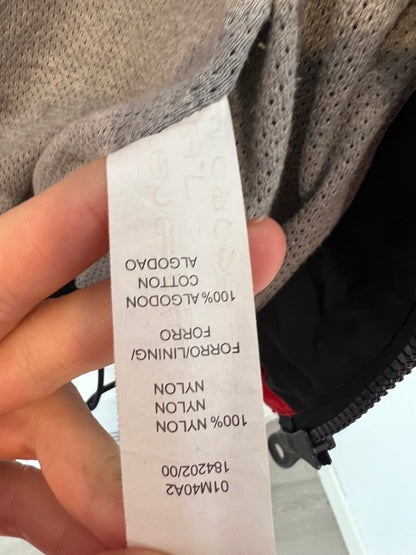 01M40A2
184202/00
100% NYLON
NYLON
NYLON
FORRO/LINING/
FORRO
100% ALGODON
COTTON
ALGODAO